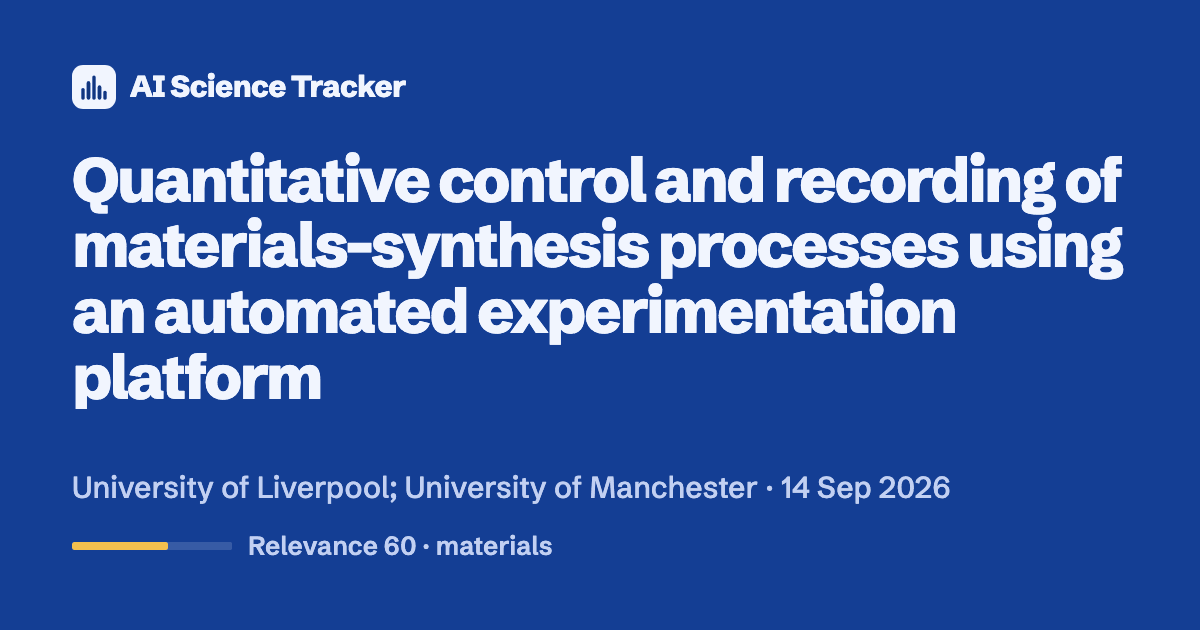 AI Science Tracker
Quantitative control and recording of
materials-synthesis processes using
an automated experimentation
platform
University of Liverpool; University of Manchester · 14 Sep 2026
Relevance 60 · materials